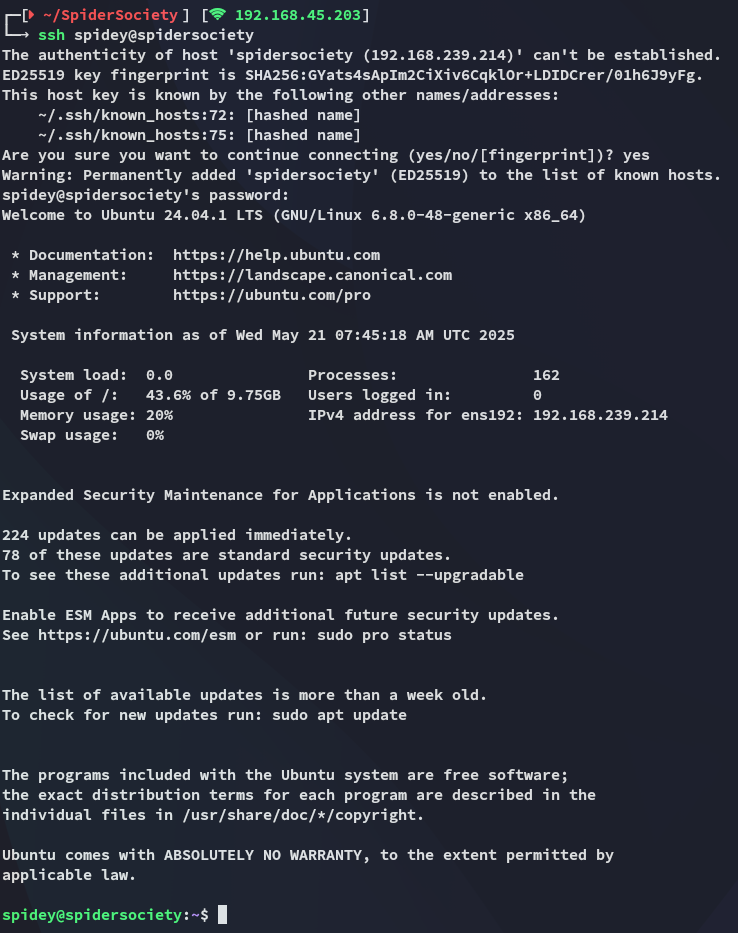 ┌─[ ~/SpiderSociety ] [ 192.168.45.203]
└─→ ssh spidey@spidersociety
The authenticity of host 'spidersociety (192.168.239.214)' can't be established.
ED25519 key fingerprint is SHA256:GYats4sApIm2CiXiv6CqklOr+LDIDCrer/01h6J9yFg.
This host key is known by the following other names/addresses:
    ~/.ssh/known_hosts:72: [hashed name]
    ~/.ssh/known_hosts:75: [hashed name]
Are you sure you want to continue connecting (yes/no/[fingerprint])? yes
Warning: Permanently added 'spidersociety' (ED25519) to the list of known hosts.
spidey@spidersociety's password:
Welcome to Ubuntu 24.04.1 LTS (GNU/Linux 6.8.0-48-generic x86_64)

 * Documentation:  https://help.ubuntu.com
 * Management:     https://landscape.canonical.com
 * Support:        https://ubuntu.com/pro

 System information as of Wed May 21 07:45:18 AM UTC 2025

  System load:  0.0               Processes:               162
  Usage of /:   43.6% of 9.75GB   Users logged in:         0
  Memory usage: 20%               IPv4 address for ens192: 192.168.239.214
  Swap usage:   0%


Expanded Security Maintenance for Applications is not enabled.

224 updates can be applied immediately.
78 of these updates are standard security updates.
To see these additional updates run: apt list --upgradable

Enable ESM Apps to receive additional future security updates.
See https://ubuntu.com/esm or run: sudo pro status


The list of available updates is more than a week old.
To check for new updates run: sudo apt update


The programs included with the Ubuntu system are free software;
the exact distribution terms for each program are described in the
individual files in /usr/share/doc/*/copyright.

Ubuntu comes with ABSOLUTELY NO WARRANTY, to the extent permitted by
applicable law.

spidey@spidersociety:~$